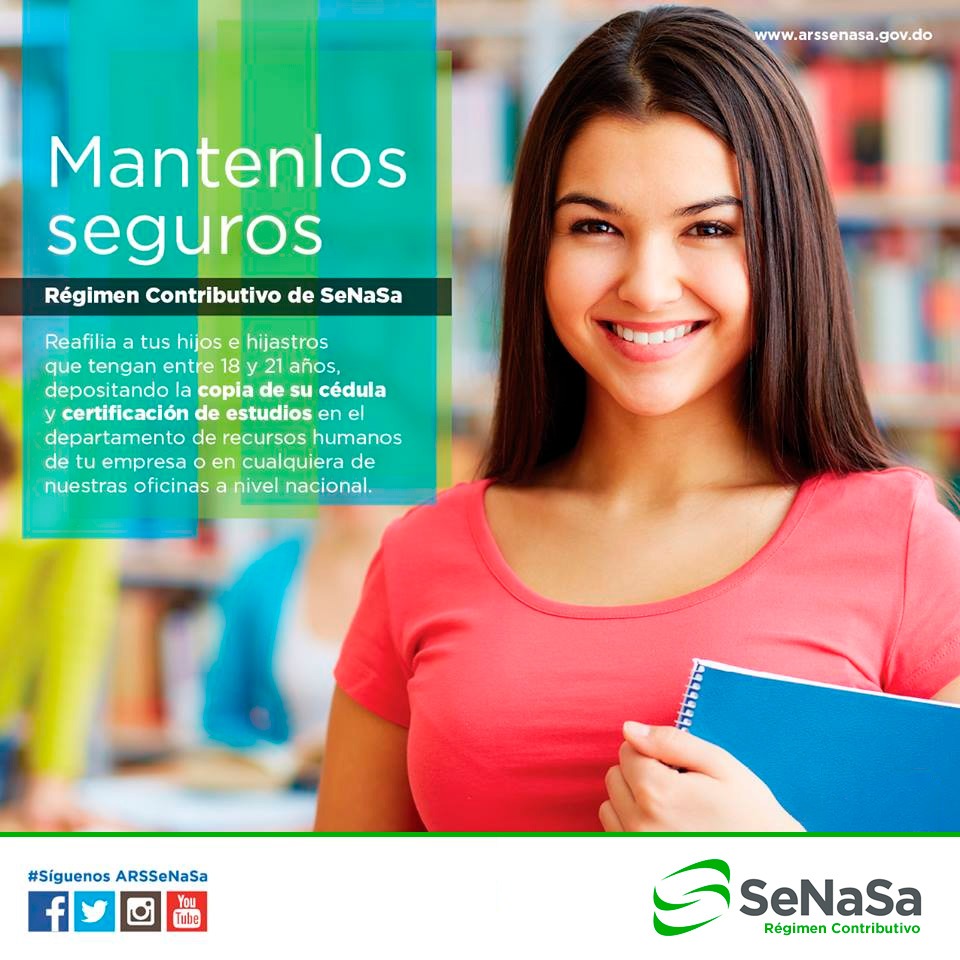 www.arssenasa.gov.do
Mantenlos
seguros
Régimen Contributivo de SeNaSa
Reafilia a tus hijos e hijastros
que tengan entre 18 y 21 años,
depositando la copia de su cédula
y certificación de estudios en el
departamento de recursos humanos
de tu empresa o en cualquiera de
nuestras oficinas a nivel nacional.
#Síguenos ARSSeNaSa
You
Tube
SeNaSa
Régimen Contributivo